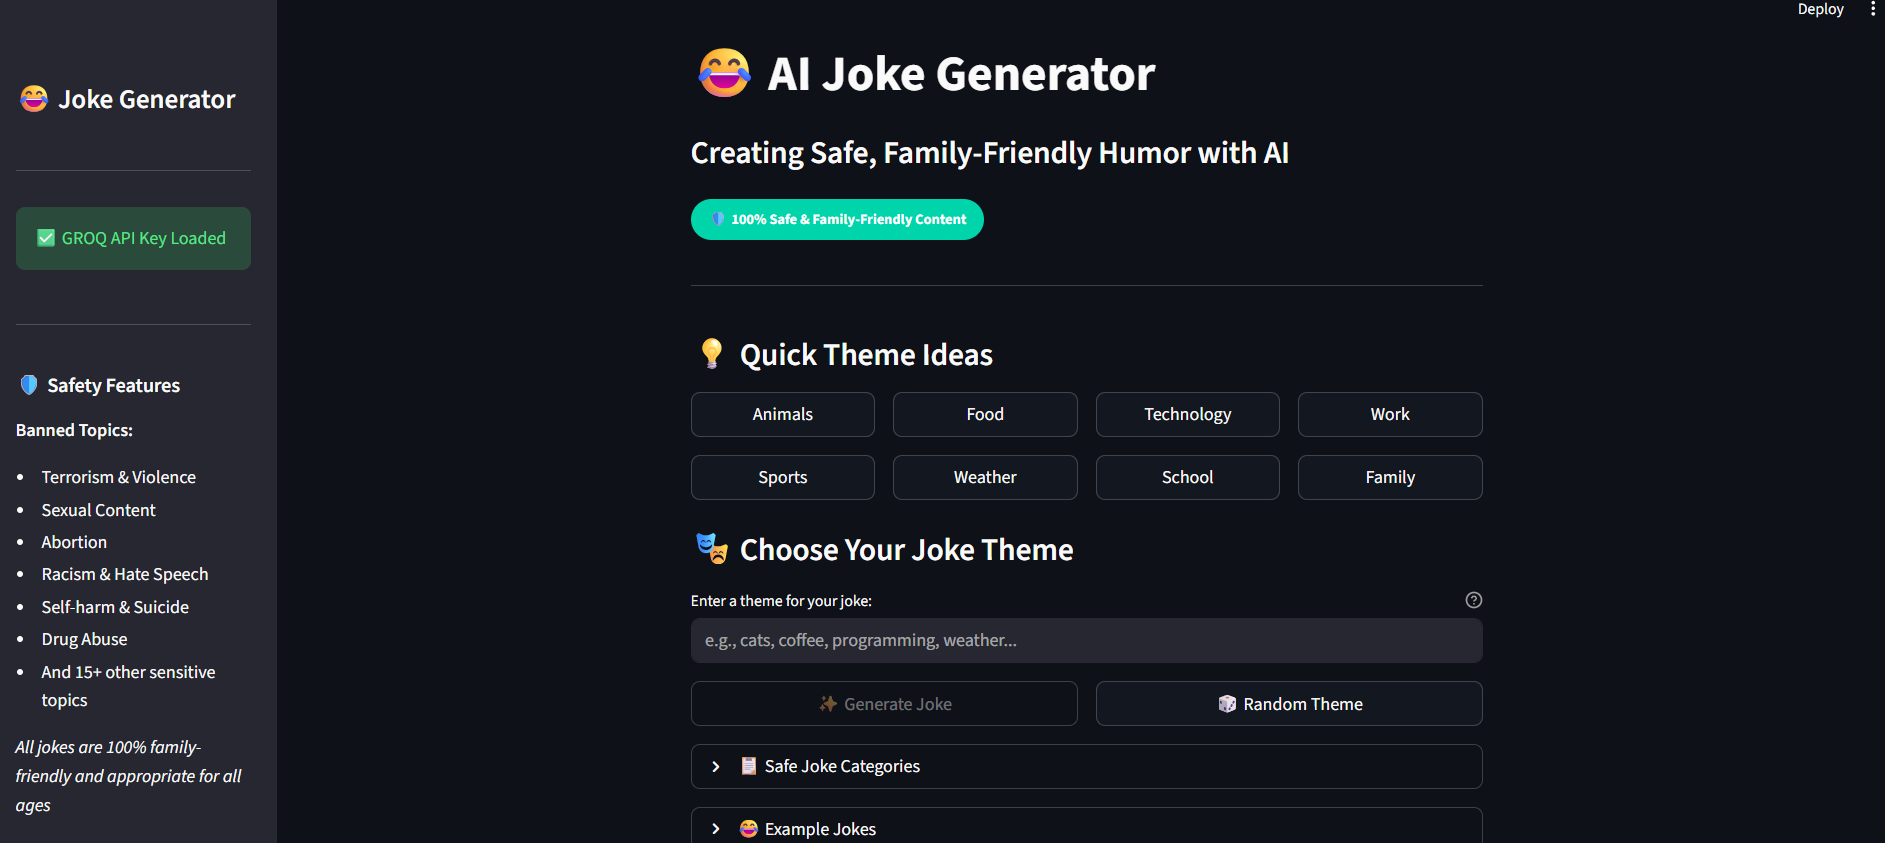 Deploy
😂 Joke Generator
✅ GROQ API Key Loaded
🛡️ Safety Features
Banned Topics:
• Terrorism & Violence
• Sexual Content
• Abortion
• Racism & Hate Speech
• Self-harm & Suicide
• Drug Abuse
• And 15+ other sensitive
topics
All jokes are 100% family-
friendly and appropriate for all
ages
😂 AI Joke Generator
Creating Safe, Family-Friendly Humor with AI
🛡️ 100% Safe & Family-Friendly Content
💡 Quick Theme Ideas
Animals
Food
Technology
Work
Sports
Weather
School
Family
🎭 Choose Your Joke Theme
Enter a theme for your joke:
e.g., cats, coffee, programming, weather...
✨ Generate Joke
🎲 Random Theme
📋 Safe Joke Categories
😂 Example Jokes